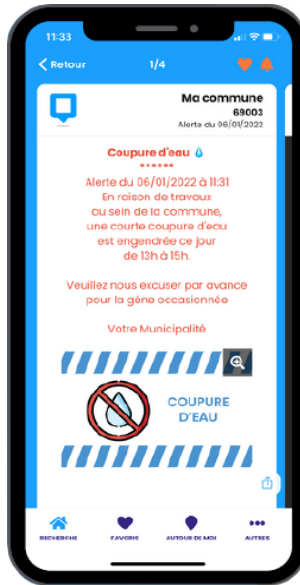 11:33
Retour
1/4
Ma commune
69003
Alerte du 06/01/2022
Coupure d'eau
******
Alerte du 06/01/2022 à 11:31
En raison de travaux
au sein de la commune,
une courte coupure d'eau
est engendrée ce jour
de 13h à 15h.
Veuillez nous excuser par avance
pour la gène occasionnée
Votre Municipalité
COUPURE
D'EAU
RECHERCHE
FAVORIS
AUTOUR DE MOI
AUTRES